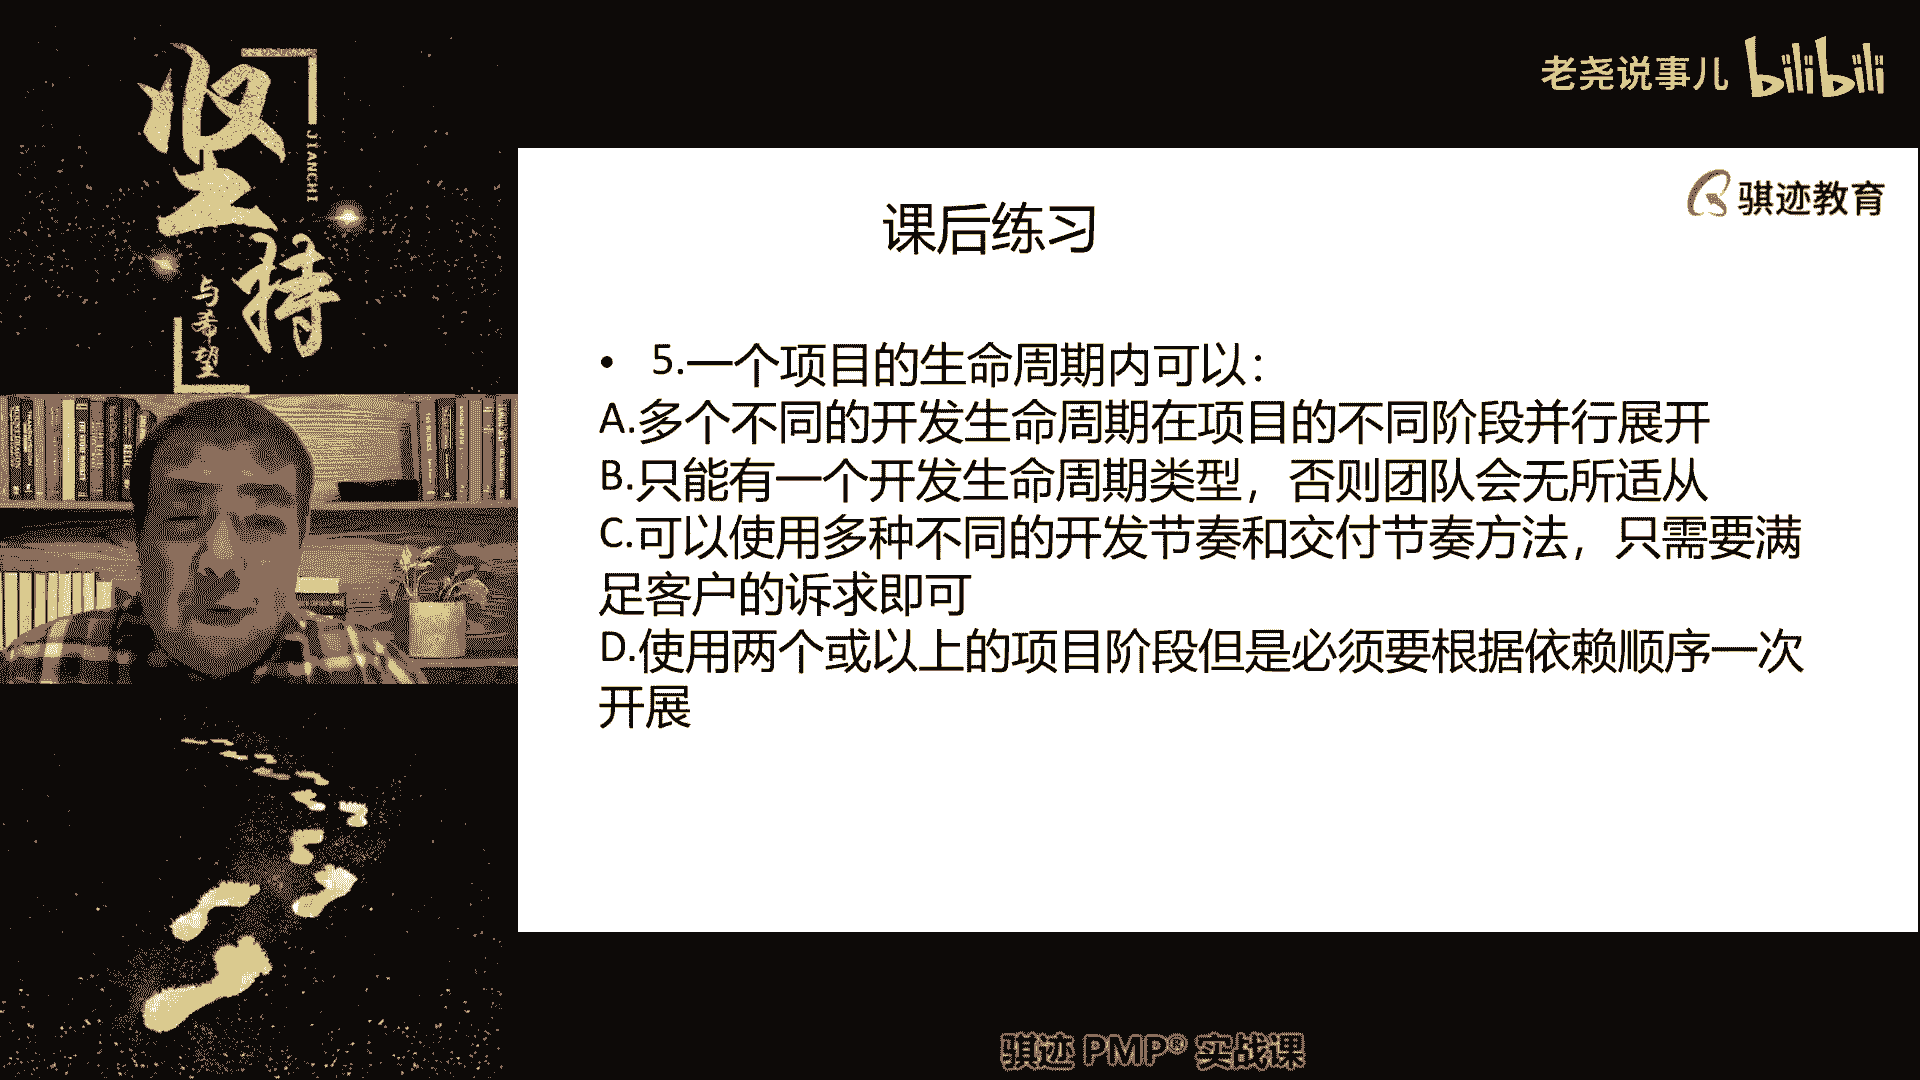 坚持
JIANCHI
与希望
老尧说事儿 bilibili
骐迹教育
课后练习
• 5.一个项目的生命周期内可以：
A.多个不同的开发生命周期在项目的不同阶段并行展开
B.只能有一个开发生命周期类型，否则团队会无所适从
C.可以使用多种不同的开发节奏和交付节奏方法，只需要满
足客户的诉求即可
D.使用两个或以上的项目阶段但是必须要根据依赖顺序一次
开展
骐迹 PMP® 实战课